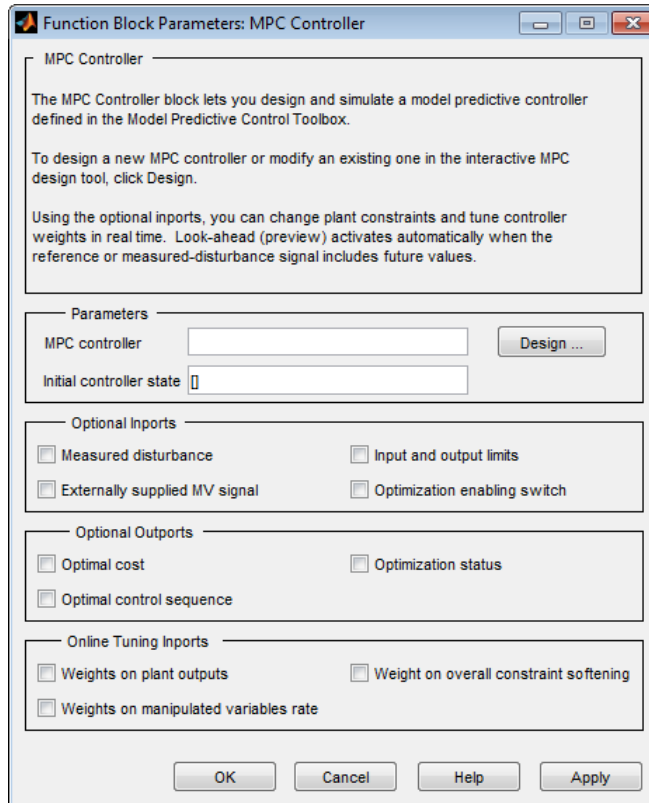 Function Block Parameters: MPC Controller
MPC Controller
The MPC Controller block lets you design and simulate a model predictive controller
defined in the Model Predictive Control Toolbox.
To design a new MPC controller or modify an existing one in the interactive MPC
design tool, click Design.
Using the optional inports, you can change plant constraints and tune controller
weights in real time.  Look-ahead (preview) activates automatically when the
reference or measured-disturbance signal includes future values.
Parameters
MPC controller
Design ...
Initial controller state
[]
Optional Inports
Measured disturbance
Input and output limits
Externally supplied MV signal
Optimization enabling switch
Optional Outports
Optimal cost
Optimization status
Optimal control sequence
Online Tuning Inports
Weights on plant outputs
Weight on overall constraint softening
Weights on manipulated variables rate
OK
Cancel
Help
Apply